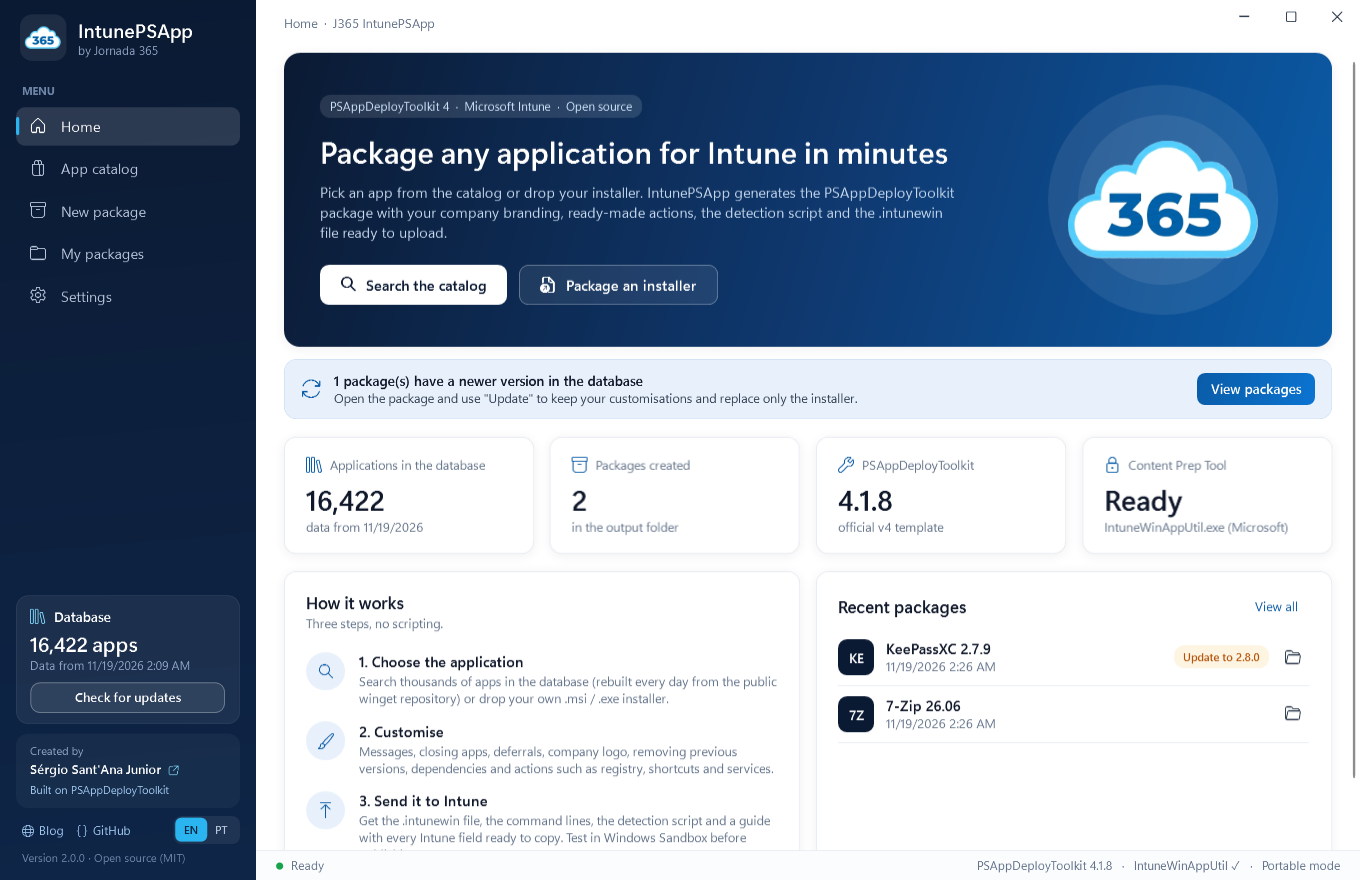 365
IntunePSApp
by Jornada 365
MENU
Home
App catalog
New package
My packages
Settings
Database
16,422 apps
Data from 11/19/2026 2:09 AM
Check for updates
Created by
Sérgio Sant'Ana Junior
Built on PSAppDeployToolkit
Blog
{} GitHub
EN
PT
Version 2.0.0 · Open source (MIT)
Home · J365 IntunePSApp
PSAppDeployToolkit 4 · Microsoft Intune · Open source
Package any application for Intune in minutes
Pick an app from the catalog or drop your installer. IntunePSApp generates the PSAppDeployToolkit
package with your company branding, ready-made actions, the detection script and the .intunewin
file ready to upload.
Search the catalog
Package an installer
365
1 package(s) have a newer version in the database
Open the package and use "Update" to keep your customisations and replace only the installer.
View packages
Applications in the database
16,422
data from 11/19/2026
Packages created
2
in the output folder
PSAppDeployToolkit
4.1.8
official v4 template
Content Prep Tool
Ready
IntuneWinAppUtil.exe (Microsoft)
How it works
Three steps, no scripting.
1. Choose the application
Search thousands of apps in the database (rebuilt every day from the public
winget repository) or drop your own .msi / .exe installer.
2. Customise
Messages, closing apps, deferrals, company logo, removing previous
versions, dependencies and actions such as registry, shortcuts and services.
3. Send it to Intune
Get the .intunewin file, the command lines, the detection script and a guide
with every Intune field ready to copy. Test in Windows Sandbox before
Recent packages
View all
KE
KeePassXC 2.7.9
11/19/2026 2:26 AM
Update to 2.8.0
7Z
7-Zip 26.06
11/19/2026 2:26 AM
Ready
PSAppDeployToolkit 4.1.8 · IntuneWinAppUtil ✓ · Portable mode